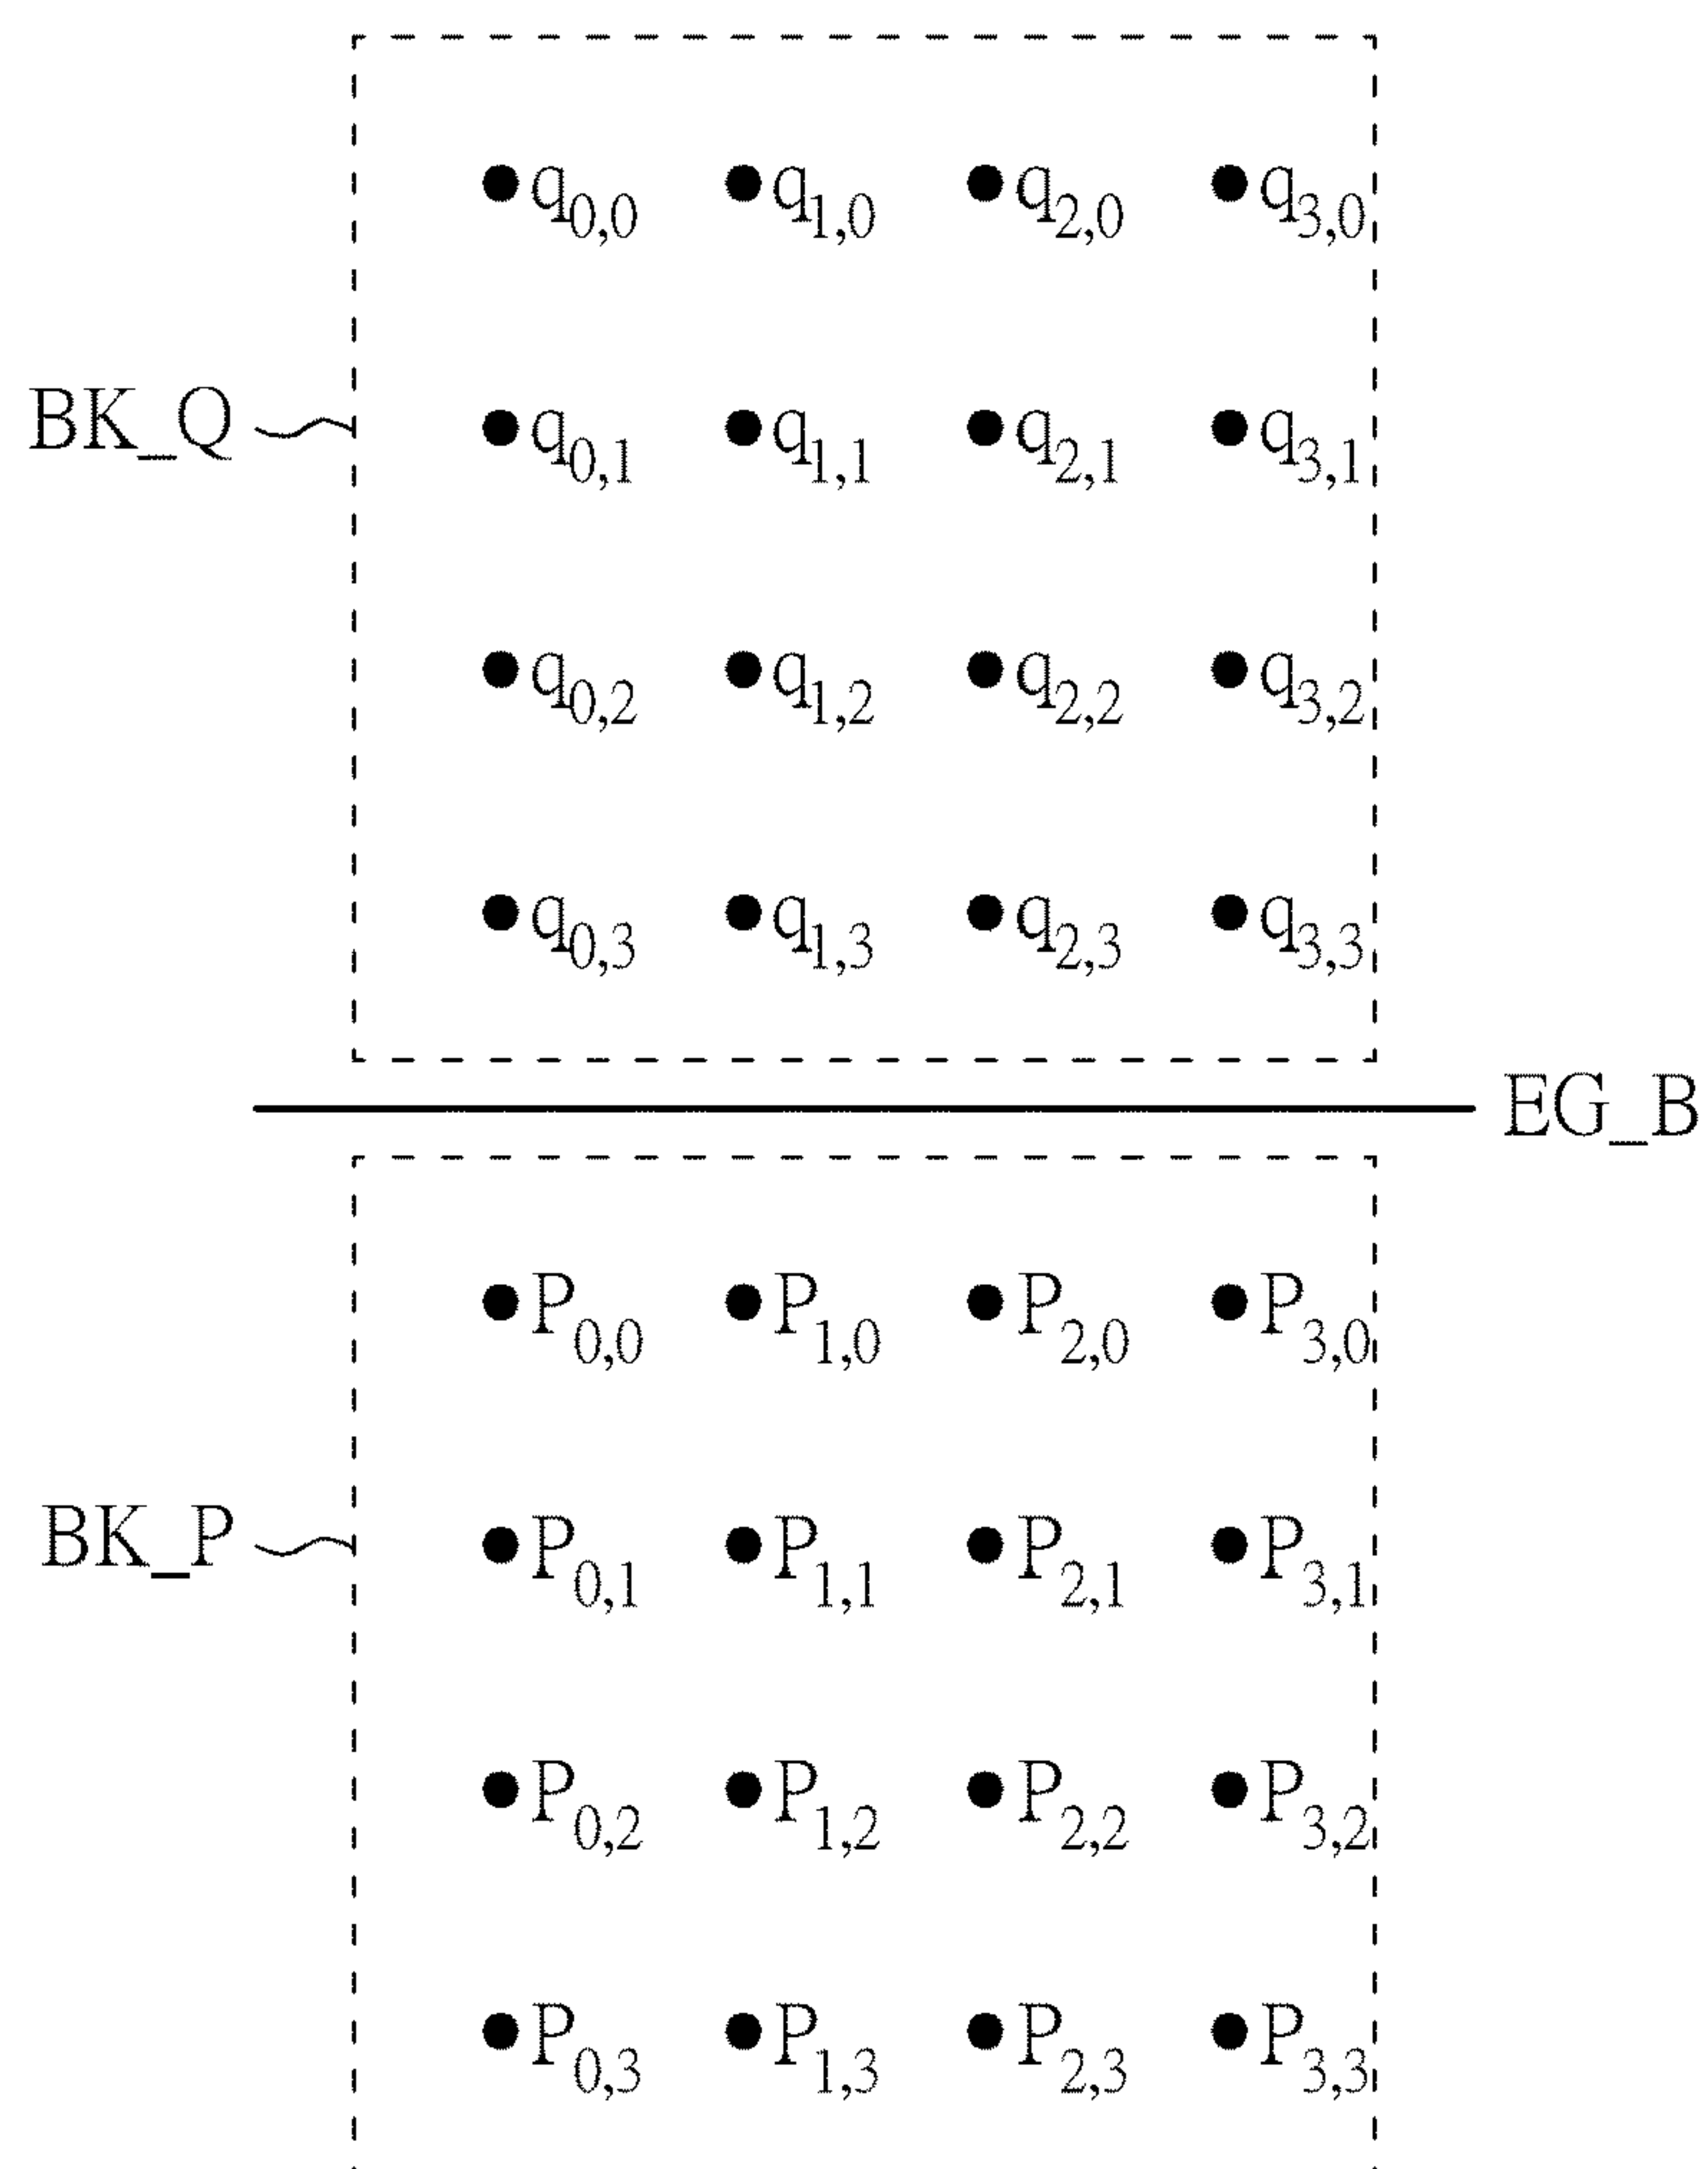 q0,0 q1,0 q2,0 q3,0
BK_Q q0,1 q1,1 q2,1 q3,1
q0,2 q1,2 q2,2 q3,2
q0,3 q1,3 q2,3 q3,3
EG_B
P0,0 P1,0 P2,0 P3,0
BK_P P0,1 P1,1 P2,1 P3,1
P0,2 P1,2 P2,2 P3,2
P0,3 P1,3 P2,3 P3,3